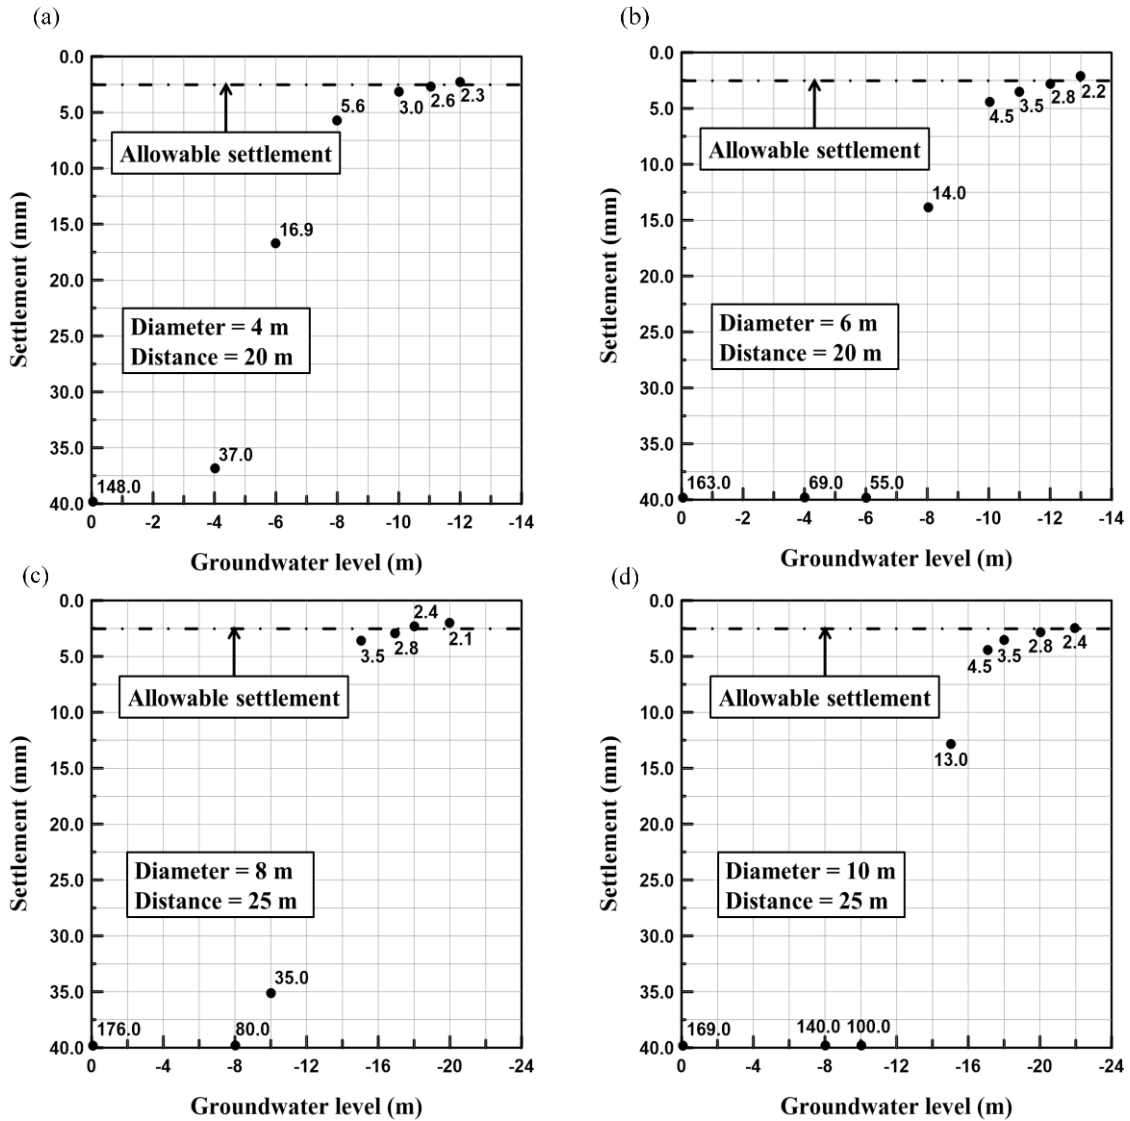 (a)
0.0
5.0
10.0
15.0
20.0
25.0
30.0
35.0
40.0
Settlement (mm)
5.6
3.0
2.6
2.3
Allowable settlement
16.9
Diameter = 4 m
Distance = 20 m
37.0
148.0
0 -2 -4 -6 -8 -10 -12 -14
Groundwater level (m)
(b)
0.0
5.0
10.0
15.0
20.0
25.0
30.0
35.0
40.0
Settlement (mm)
4.5
3.5
2.8
2.2
Allowable settlement
14.0
Diameter = 6 m
Distance = 20 m
163.0
69.0
55.0
0 -2 -4 -6 -8 -10 -12 -14
Groundwater level (m)
(c)
0.0
5.0
10.0
15.0
20.0
25.0
30.0
35.0
40.0
Settlement (mm)
2.4
3.5
2.8
2.1
Allowable settlement
Diameter = 8 m
Distance = 25 m
35.0
176.0
80.0
0 -4 -8 -12 -16 -20 -24
Groundwater level (m)
(d)
0.0
5.0
10.0
15.0
20.0
25.0
30.0
35.0
40.0
Settlement (mm)
4.5
3.5
2.8
2.4
Allowable settlement
13.0
Diameter = 10 m
Distance = 25 m
169.0
140.0
100.0
0 -4 -8 -12 -16 -20 -24
Groundwater level (m)